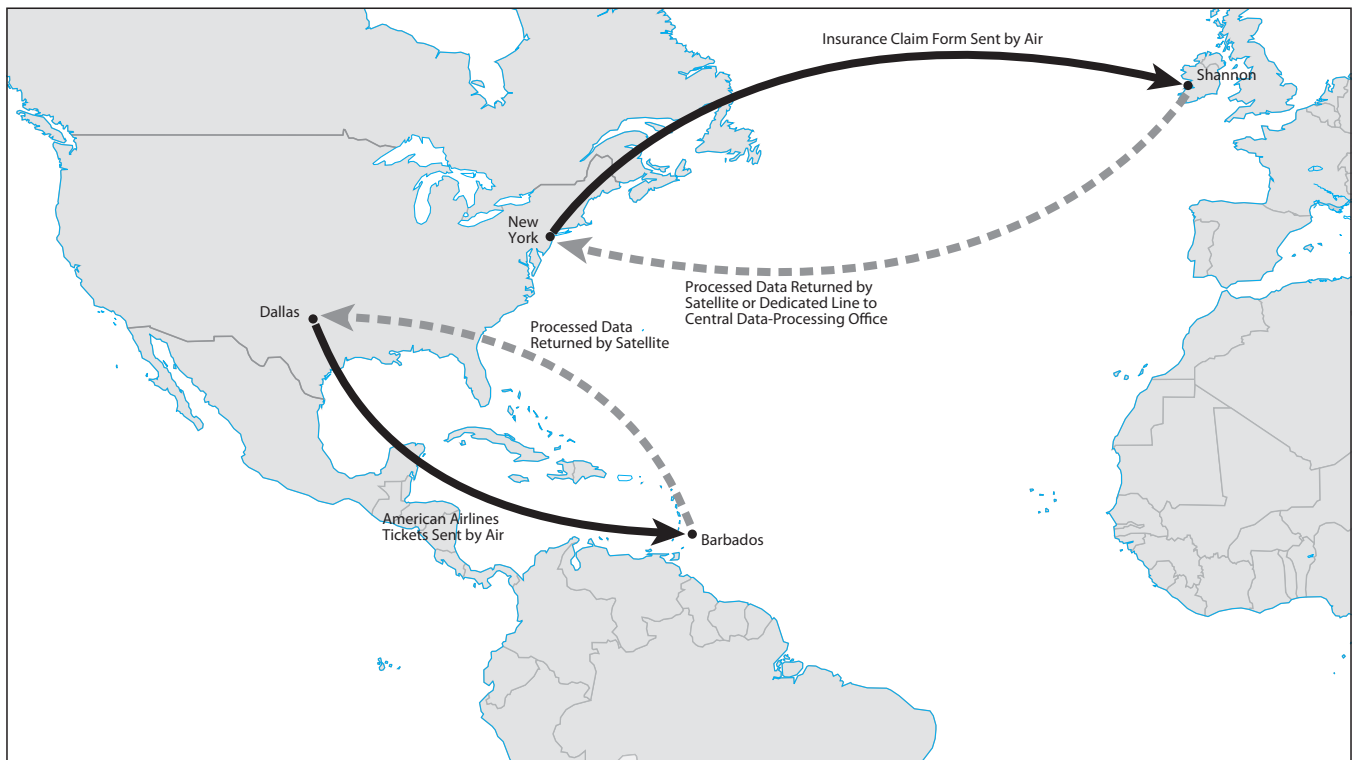 Insurance Claim Form Sent by Air
Shannon
New
York
Processed Data Returned by
Satellite or Dedicated Line to
Central Data-Processing Office
Dallas
Processed Data
Returned by Satellite
American Airlines
Tickets Sent by Air
Barbados